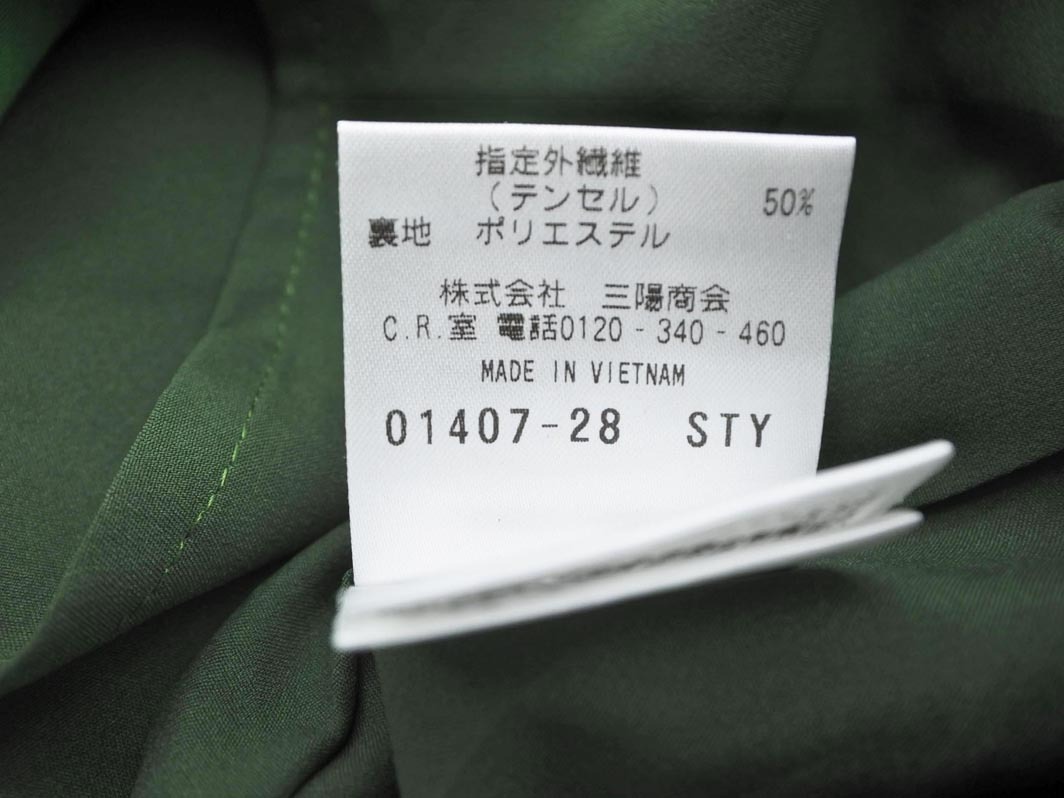 指定外繊維
（テンセル） 50%
裏地 ポリエステル
株式会社 三陽商会
C.R.室 電話0120-340-460
MADE IN VIETNAM
01407-28 STY